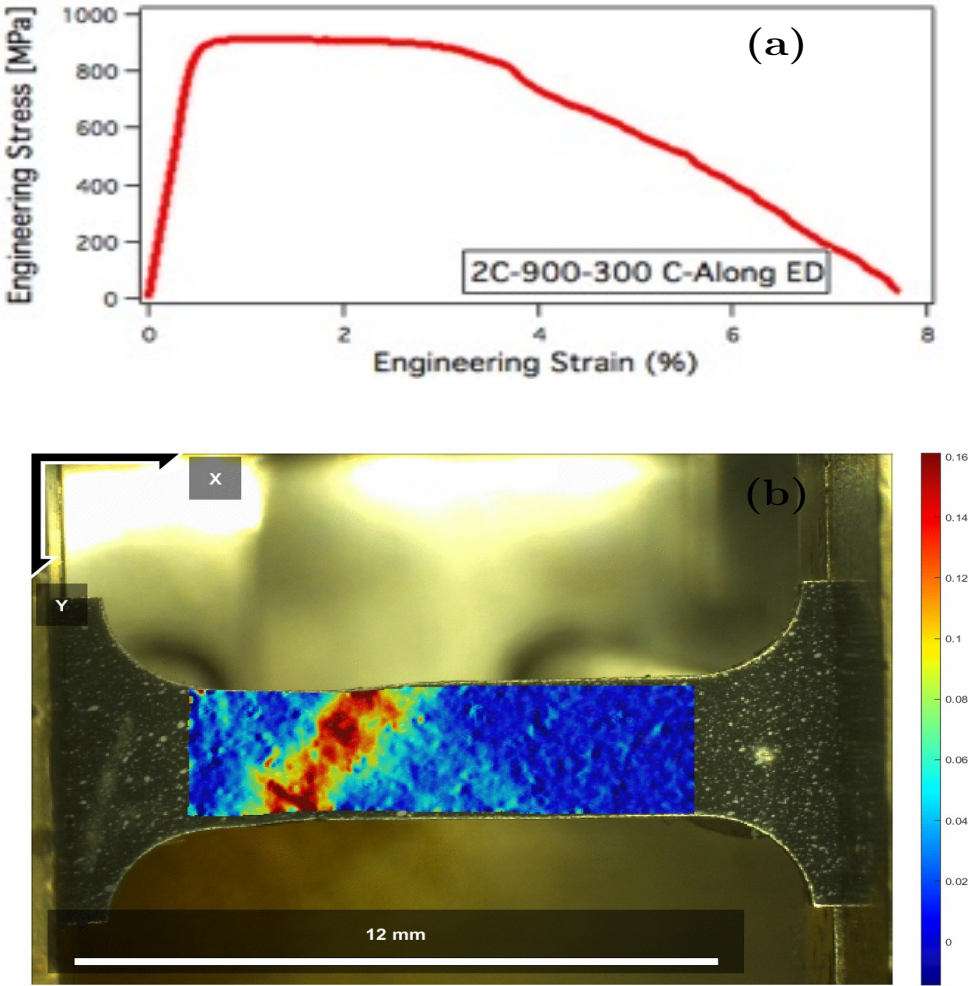 1000
800
600
400
200
0
Engineering Stress [MPa]
(a)
2C-900-300 C-Along ED
0 2 4 6 8
Engineering Strain (%)
X
Y
(b)
12 mm
0.16
0.14
0.12
0.1
0.08
0.06
0.04
0.02
0